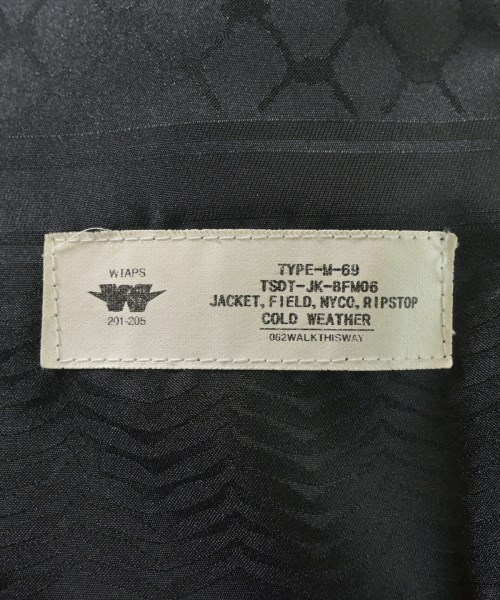 WTAPS
201-205
TYPE-M-69
TSDT-JK-BFM06
JACKET, FIELD, NYCO, RIPSTOP
COLD WEATHER
062WALKTHISWAY